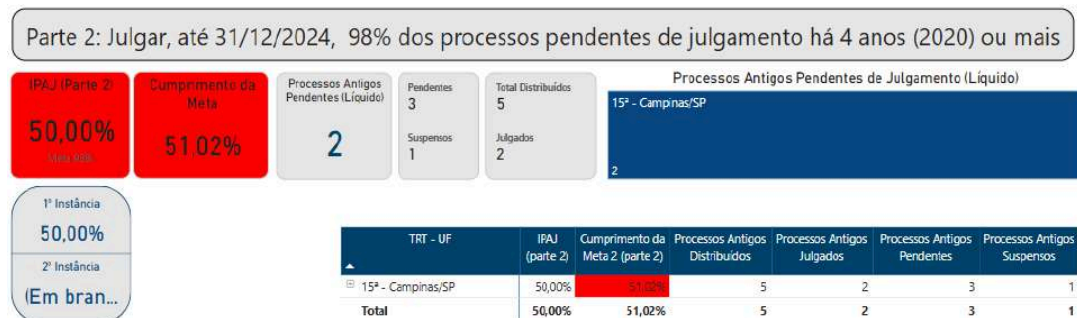 Parte 2: Julgar, até 31/12/2024, 98% dos processos pendentes de julgamento há 4 anos (2020) ou mais
IPAJ (Parte 2)
50,00%
Meta 98%
Cumprimento da
Meta
51,02%
Processos Antigos
Pendentes (Líquido)
2
Pendentes
3
Suspensos
1
Total Distribuídos
5
Julgados
2
Processos Antigos Pendentes de Julgamento (Líquido)
15ª - Campinas/SP
2
1ª Instância
50,00%
2ª Instância
(Em bran...
TRT - UF IPAJ (parte 2) Cumprimento da Meta 2 (parte 2) Processos Antigos Distribuídos Processos Antigos Julgados Processos Antigos Pendentes Processos Antigos Suspensos
15ª - Campinas/SP 50,00% 51,02% 5 2 3 1
Total 50,00% 51,02% 5 2 3 1